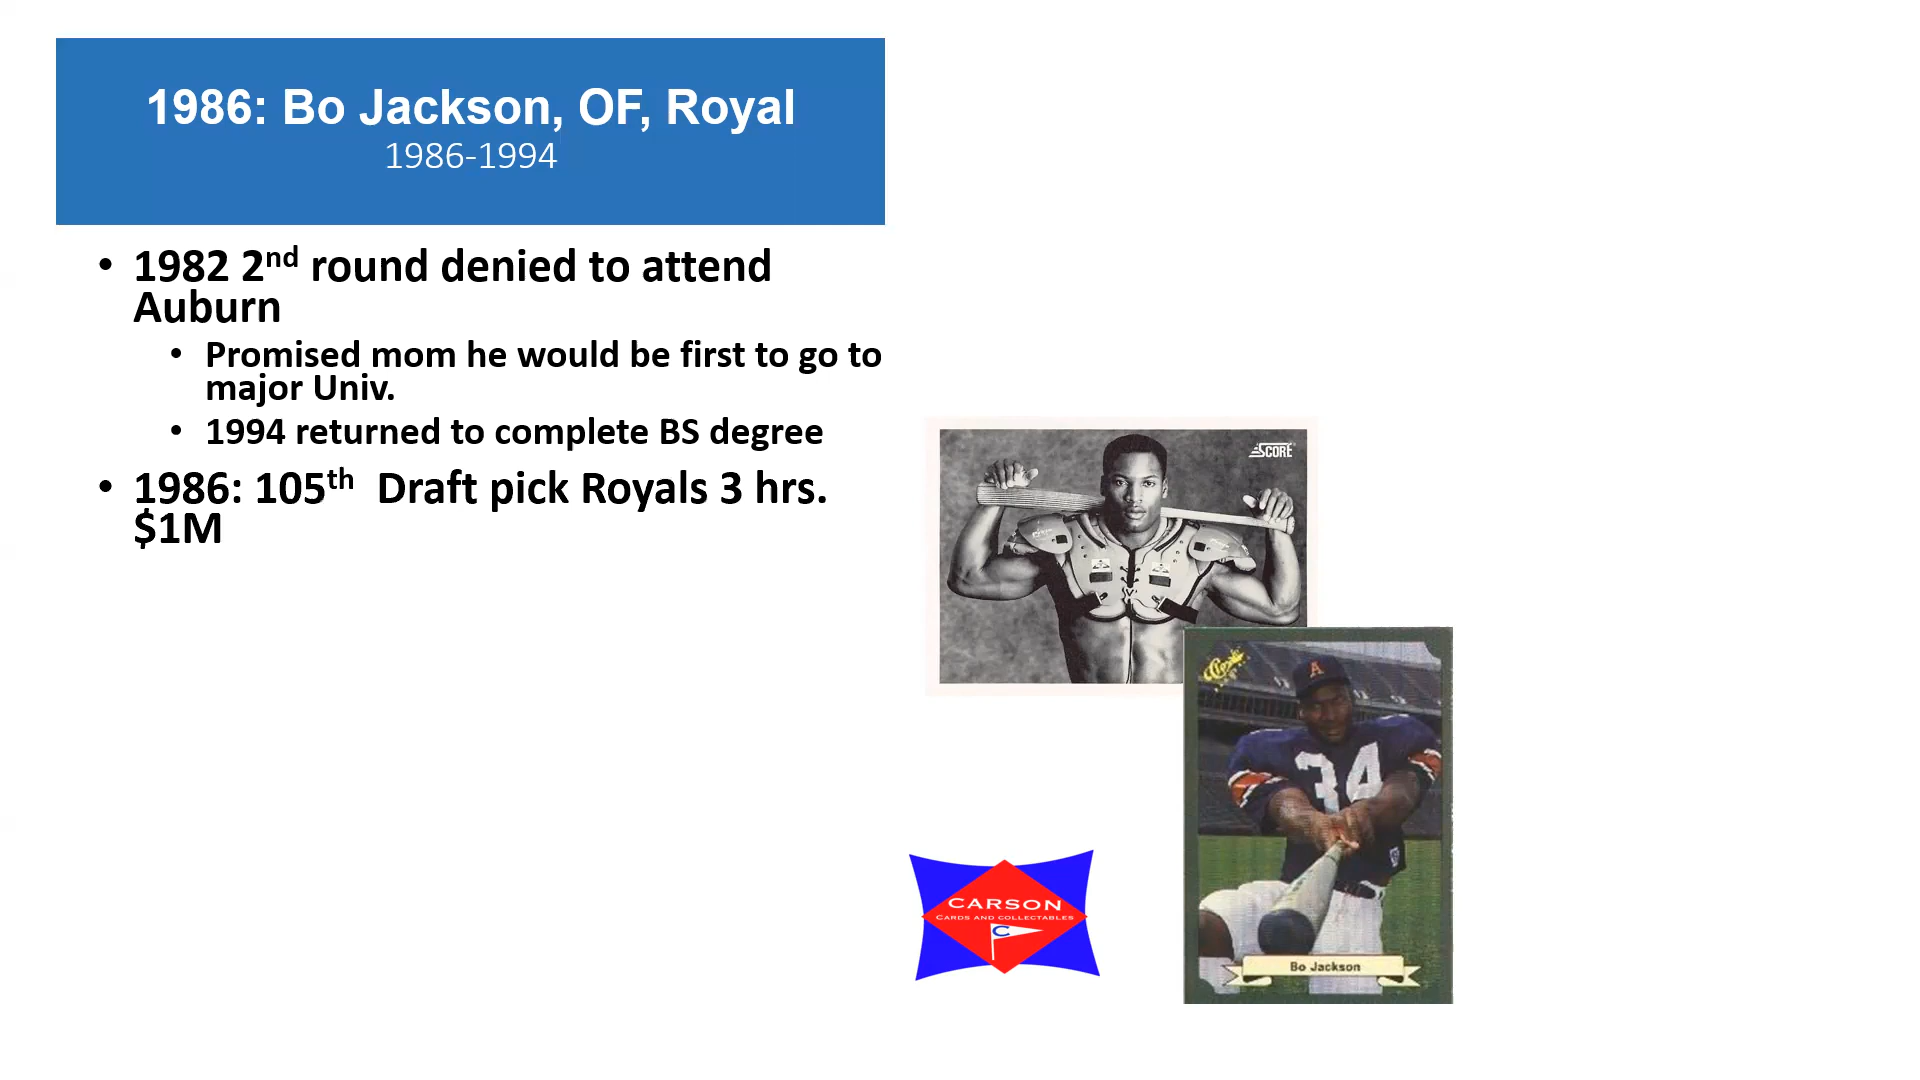 1986: Bo Jackson, OF, Royal
1986-1994
• 1982 2nd round denied to attend
Auburn
• Promised mom he would be first to go to
major Univ.
• 1994 returned to complete BS degree
• 1986: 105th Draft pick Royals 3 hrs.
$1M
SCORE
Classic
A
34
Bo Jackson
CARSON
CARDS AND COLLECTABLES
C